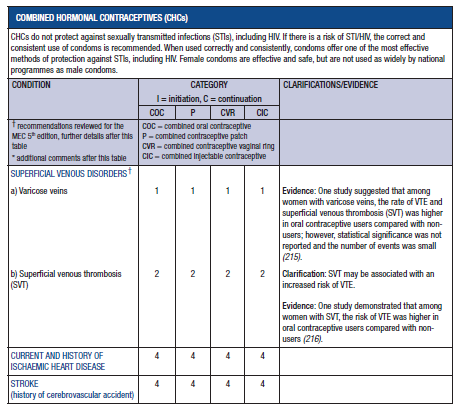 COMBINED HORMONAL CONTRACEPTIVES (CHCs)
CHCs do not protect against sexually transmitted infections (STIs), including HIV. If there is a risk of STI/HIV, the correct and
consistent use of condoms is recommended. When used correctly and consistently, condoms offer one of the most effective
methods of protection against STIs, including HIV. Female condoms are effective and safe, but are not used as widely by national
programmes as male condoms.
CONDITION CATEGORY CLARIFICATIONS/EVIDENCE
I = initiation, C = continuation
COC P CVR CIC
† recommendations reviewed for the
MEC 5th edition, further details after this
table
* additional comments after this table
COC = combined oral contraceptive
P = combined contraceptive patch
CVR = combined contraceptive vaginal ring
CIC = combined injectable contraceptive
SUPERFICIAL VENOUS DISORDERS†
a) Varicose veins 1 1 1 1 Evidence: One study suggested that among
women with varicose veins, the rate of VTE and
superficial venous thrombosis (SVT) was higher
in oral contraceptive users compared with non-
users; however, statistical significance was not
reported and the number of events was small
(215).
b) Superficial venous thrombosis 2 2 2 2 Clarification: SVT may be associated with an
(SVT) increased risk of VTE.
Evidence: One study demonstrated that among
women with SVT, the risk of VTE was higher in
oral contraceptive users compared with non-
users (216).
CURRENT AND HISTORY OF 4 4 4 4
ISCHAEMIC HEART DISEASE
STROKE 4 4 4 4
(history of cerebrovascular accident)